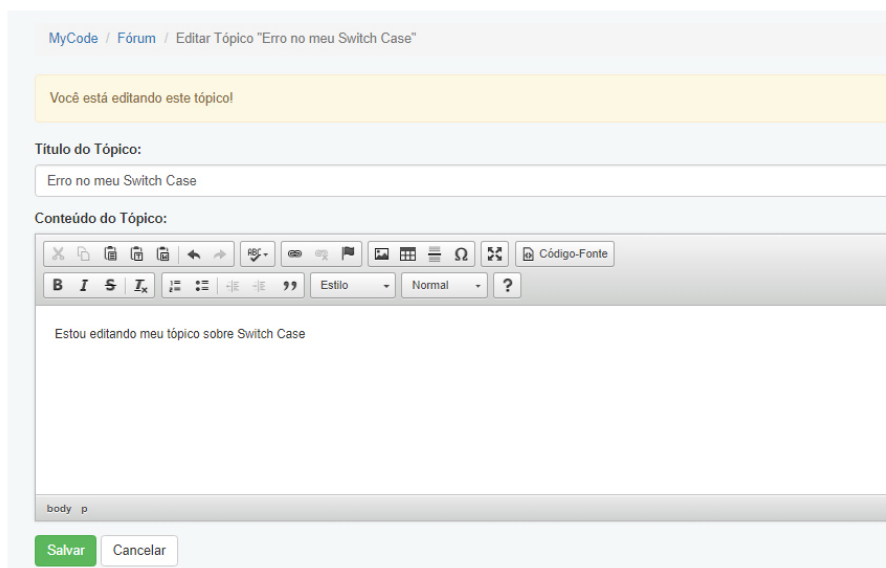 MyCode / Fórum / Editar Tópico "Erro no meu Switch Case"
Você está editando este tópico!
Título do Tópico:
Erro no meu Switch Case
Conteúdo do Tópico:
ABC Ω Código-Fonte
B I S Ix Estilo Normal ?
Estou editando meu tópico sobre Switch Case
body p
Salvar Cancelar